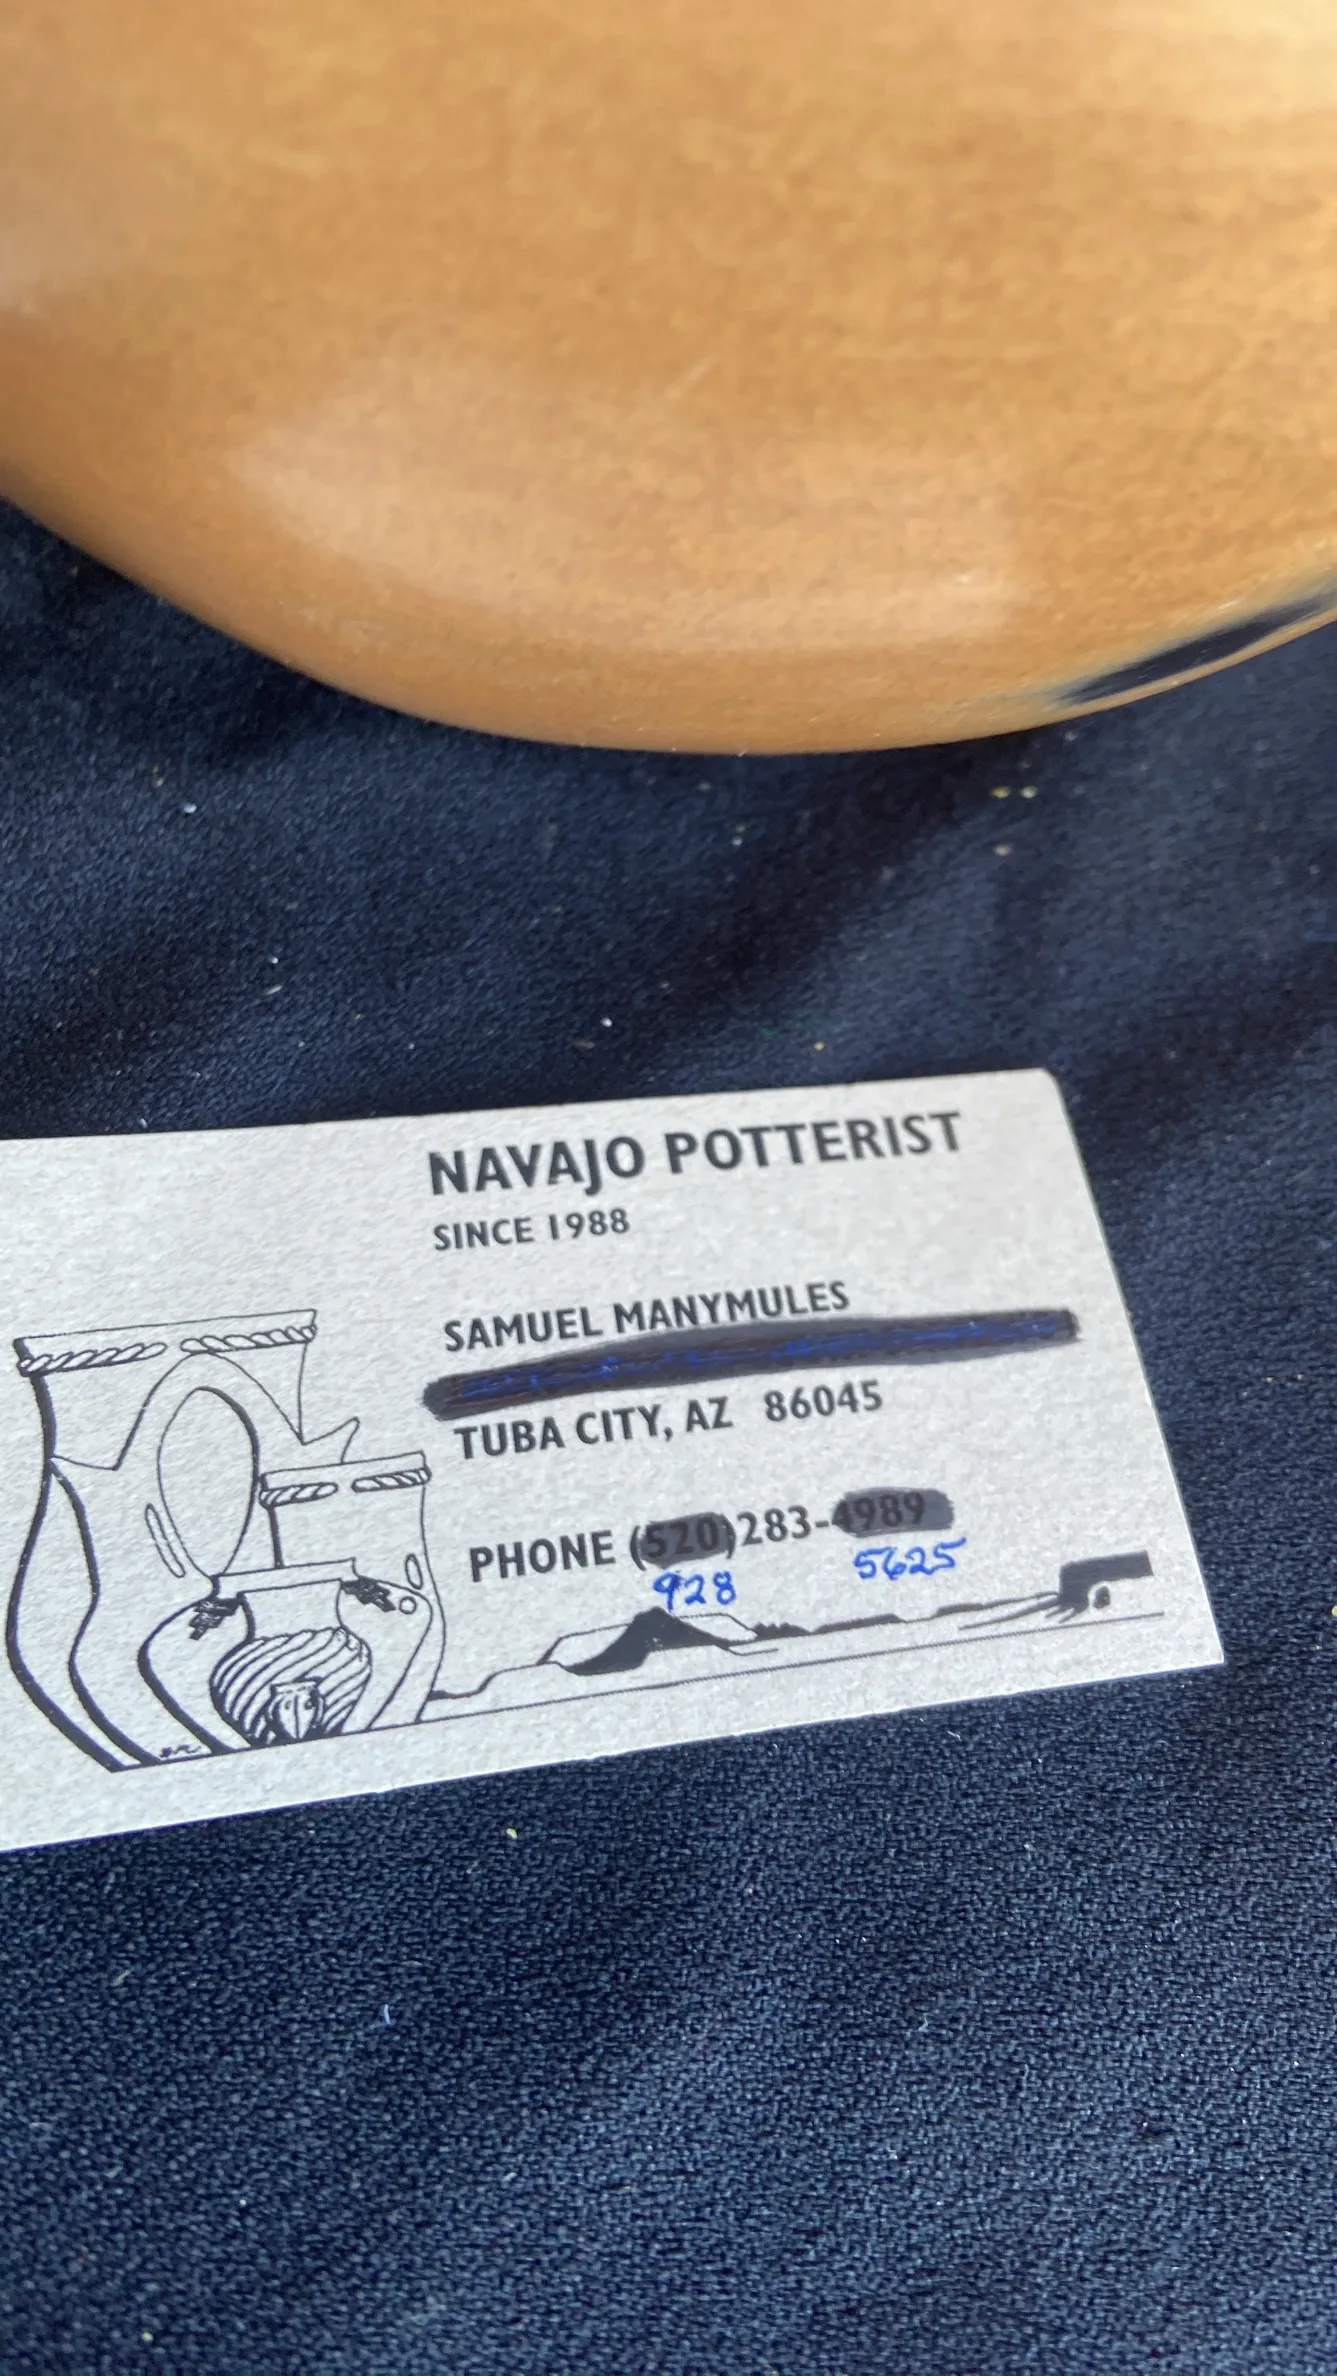 NAVAJO POTTERIST
SINCE 1988
SAMUEL MANYMULES
TUBA CITY, AZ 86045
PHONE (520)283-4989
928 5625